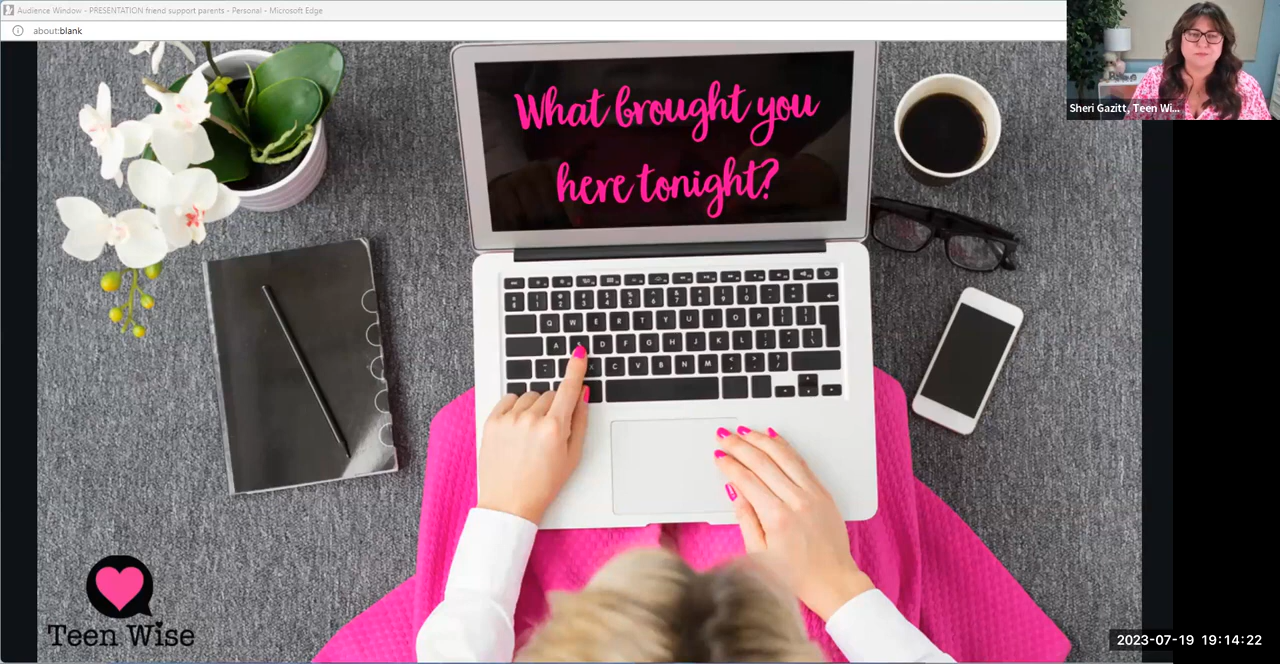 Audience Window - PRESENTATION friend support parents - Personal - Microsoft Edge
about:blank
Sheri Gazitt, Teen Wi...
What brought you
here tonight?
Q W E R T Y U I O P
A S D F G H J K L
X C V B N M
Teen Wise
2023-07-19 19:14:22